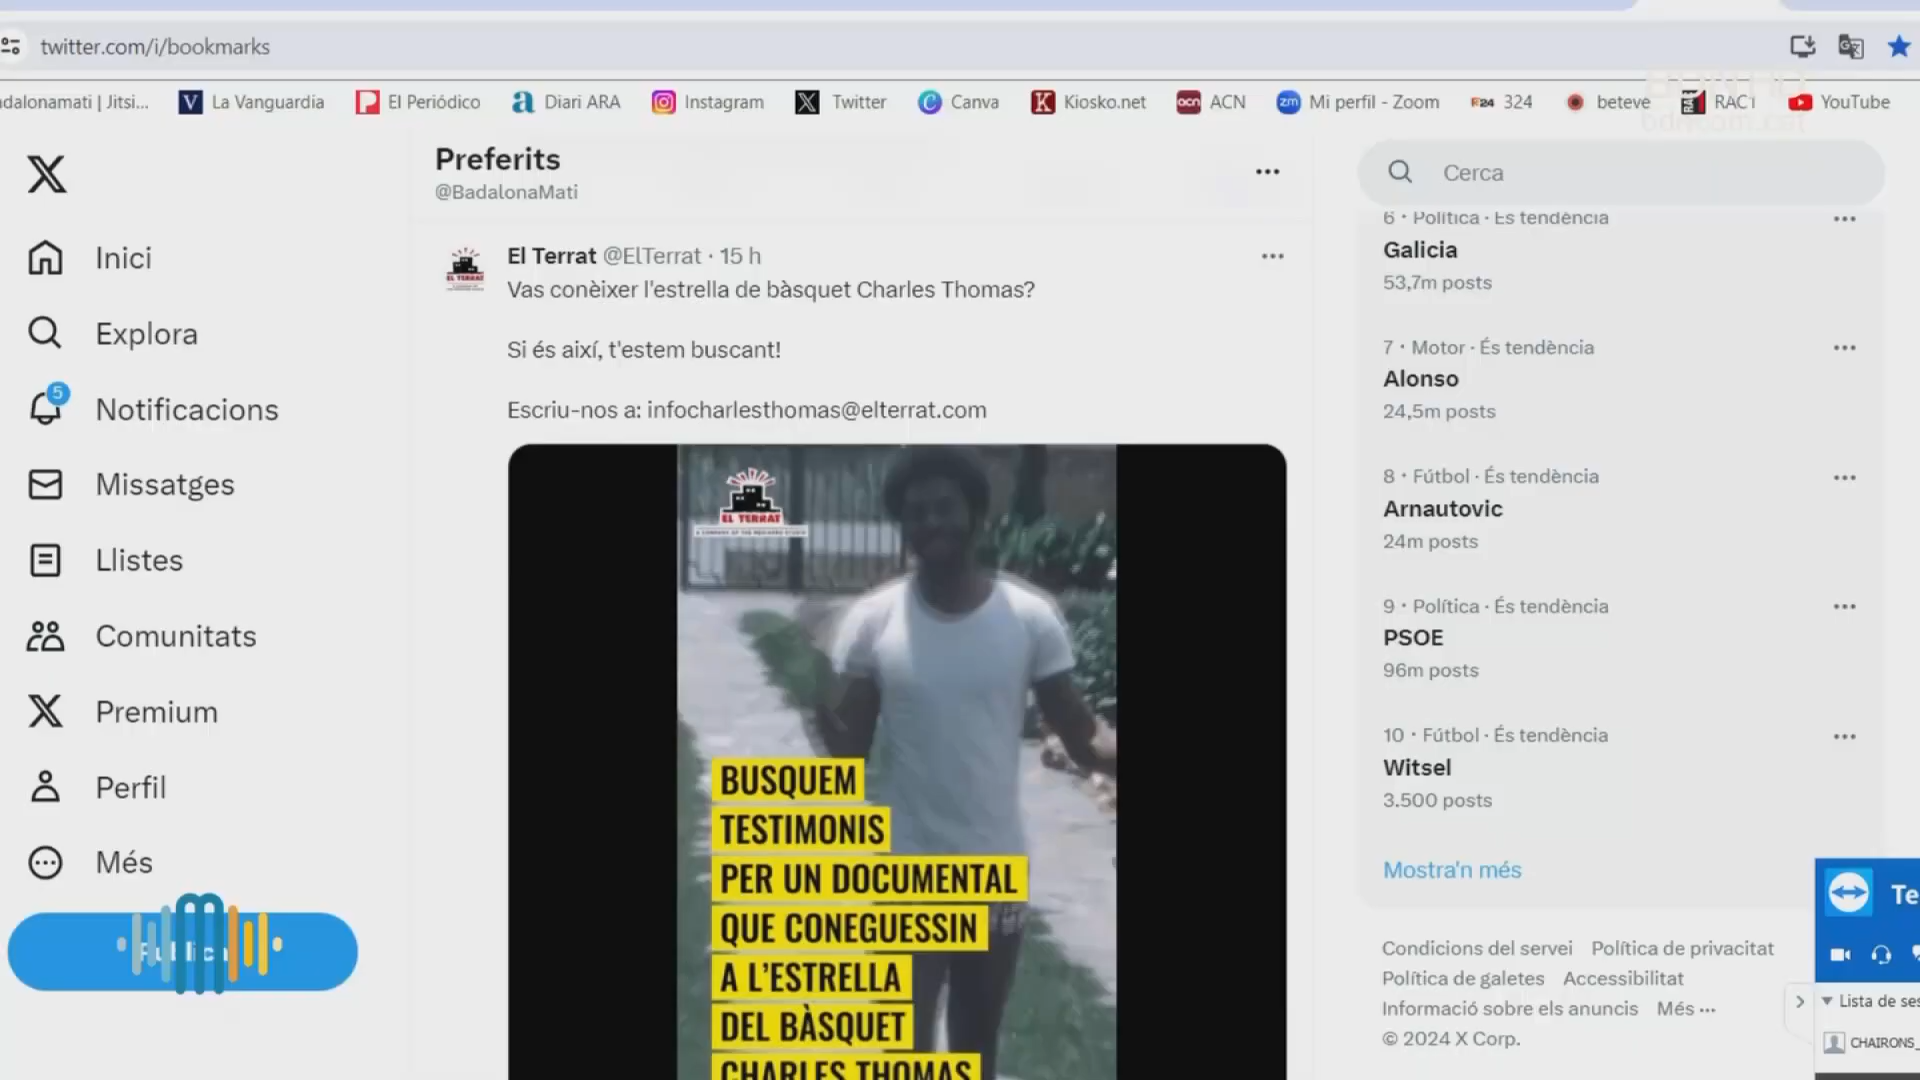 twitter.com/i/bookmarks
dalonamati | Jitsi...
La Vanguardia
El Periódico
Diari ARA
Instagram
Twitter
Canva
Kiosko.net
ACN
Mi perfil - Zoom
324
beteve
RAC1
YouTube
Preferits
@BadalonaMati
Inici
Explora
5
Notificacions
Missatges
Llistes
Comunitats
Premium
Perfil
Més
El Terrat @ElTerrat · 15 h
Vas conèixer l'estrella de bàsquet Charles Thomas?
Si és així, t'estem buscant!
Escriu-nos a: infocharlesthomas@elterrat.com
EL TERRAT
BUSQUEM
TESTIMONIS
PER UN DOCUMENTAL
QUE CONEGUESSIN
A L'ESTRELLA
DEL BÀSQUET
CHARLES THOMAS
Cerca
6 · Política · És tendència
Galicia
53,7m posts
7 · Motor · És tendència
Alonso
24,5m posts
8 · Fútbol · És tendència
Arnautovic
24m posts
9 · Política · És tendència
PSOE
96m posts
10 · Fútbol · És tendència
Witsel
3.500 posts
Mostra'n més
Condicions del servei Política de privacitat
Política de galetes Accessibilitat
Informació sobre els anuncis Més ···
© 2024 X Corp.
Te
Lista de ses
CHAIRONS_